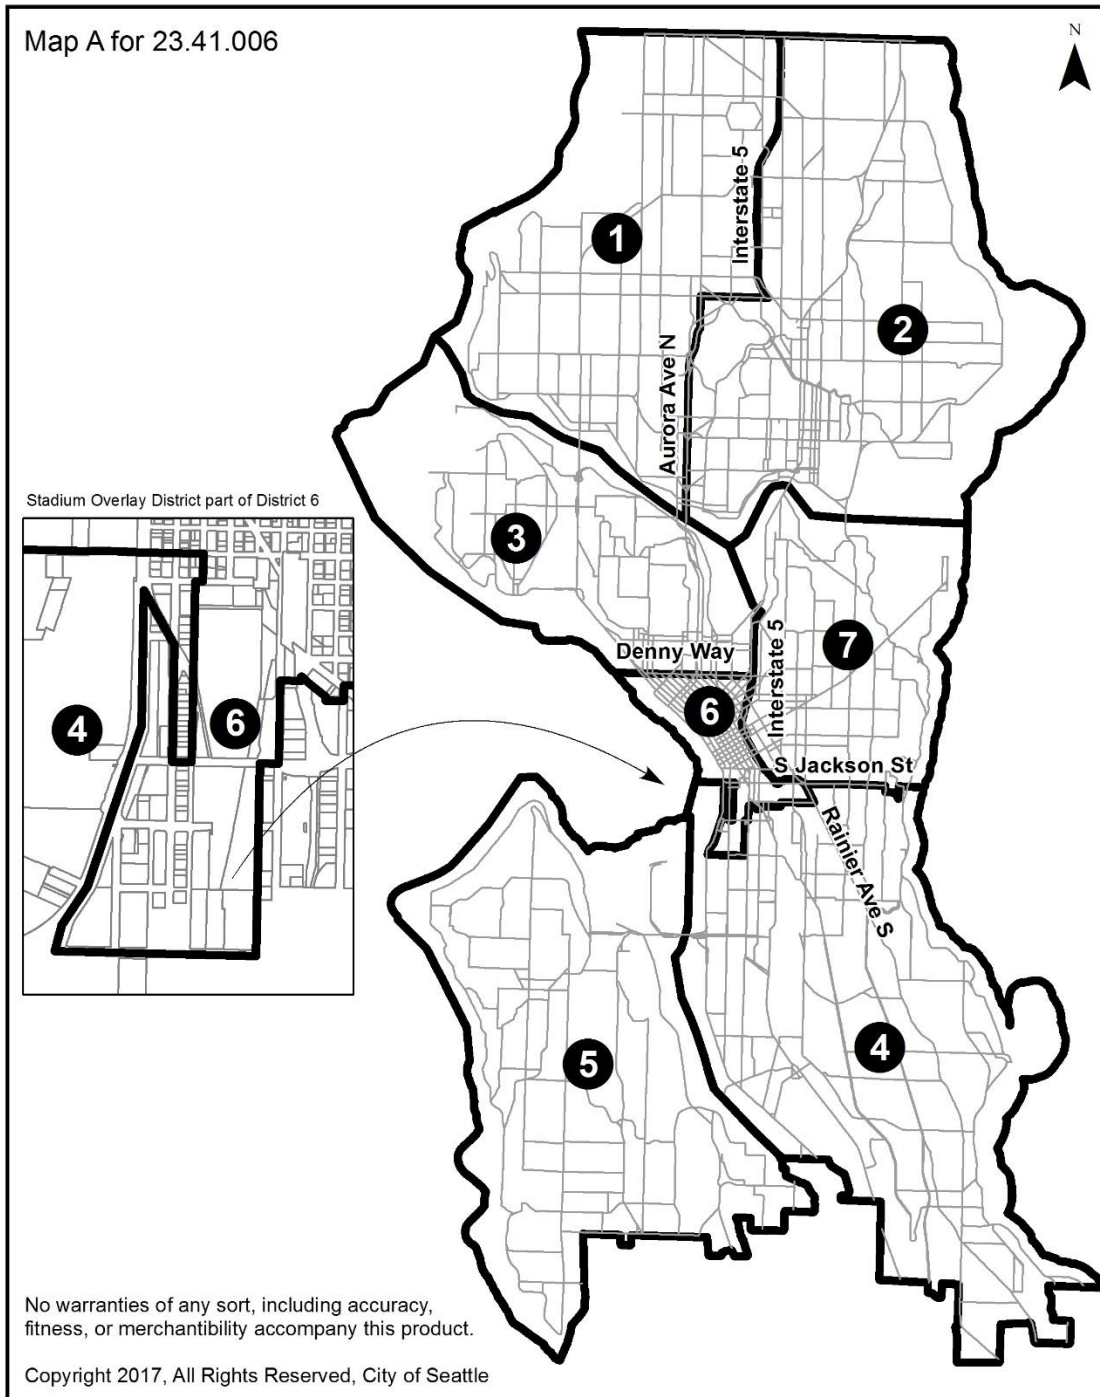 Map A for 23.41.006
N
Interstate 5
1
2
Aurora Ave N
Stadium Overlay District part of District 6
3
Denny Way
7
Interstate 5
6
4
6
S Jackson St
Rainier Ave S
4
5
No warranties of any sort, including accuracy,
fitness, or merchantibility accompany this product.
Copyright 2017, All Rights Reserved, City of Seattle